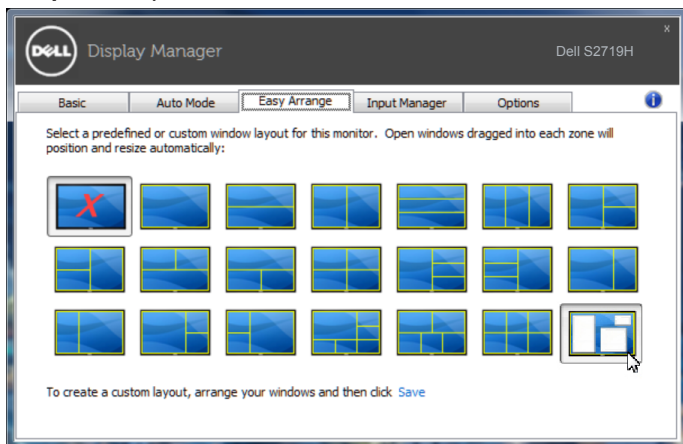 DELL Display Manager
Dell S2719H
x
Basic Auto Mode Easy Arrange Input Manager Options i
Select a predefined or custom window layout for this monitor. Open windows dragged into each zone will
position and resize automatically:
X
To create a custom layout, arrange your windows and then click Save